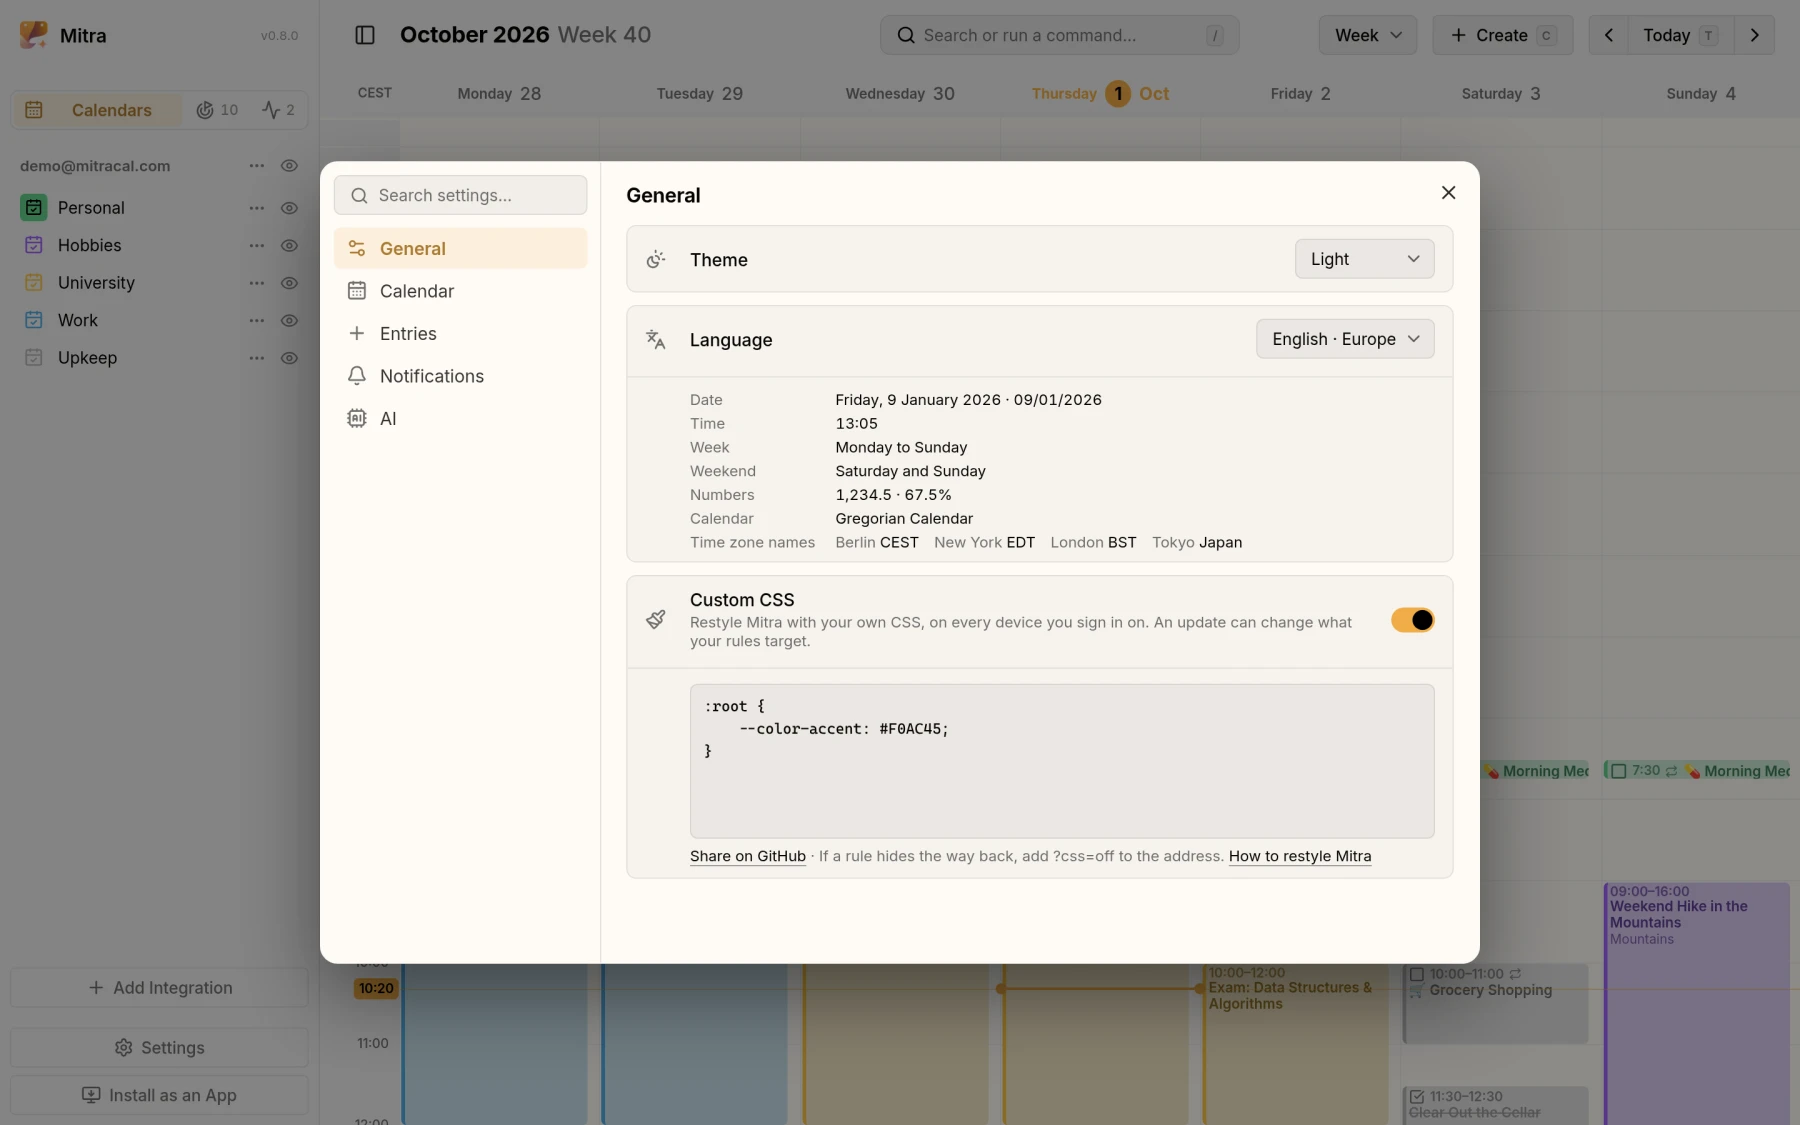 Mitra
v0.8.0
October 2026 Week 40
Search or run a command...
/
Week
Create C
Today T
Calendars
10
2
CEST
Monday 28
Tuesday 29
Wednesday 30
Thursday 1 Oct
Friday 2
Saturday 3
Sunday 4
demo@mitracal.com
Personal
Hobbies
University
Work
Upkeep
Add Integration
Settings
Install as an App
Search settings...
General
Calendar
Entries
Notifications
AI
General
Theme
Light
Language
English · Europe
Date Friday, 9 January 2026 · 09/01/2026
Time 13:05
Week Monday to Sunday
Weekend Saturday and Sunday
Numbers 1,234.5 · 67.5%
Calendar Gregorian Calendar
Time zone names Berlin CEST New York EDT London BST Tokyo Japan
Custom CSS
Restyle Mitra with your own CSS, on every device you sign in on. An update can change what
your rules target.
:root {
--color-accent: #F0AC45;
}
Share on GitHub · If a rule hides the way back, add ?css=off to the address. How to restyle Mitra
Morning Mec
7:30 Morning Mec
09:00–16:00
Weekend Hike in the
Mountains
Mountains
10:20
11:00
12:00
10:00–12:00
Exam: Data Structures &
Algorithms
10:00–11:00
Grocery Shopping
11:30–12:30
Clear Out the Cellar